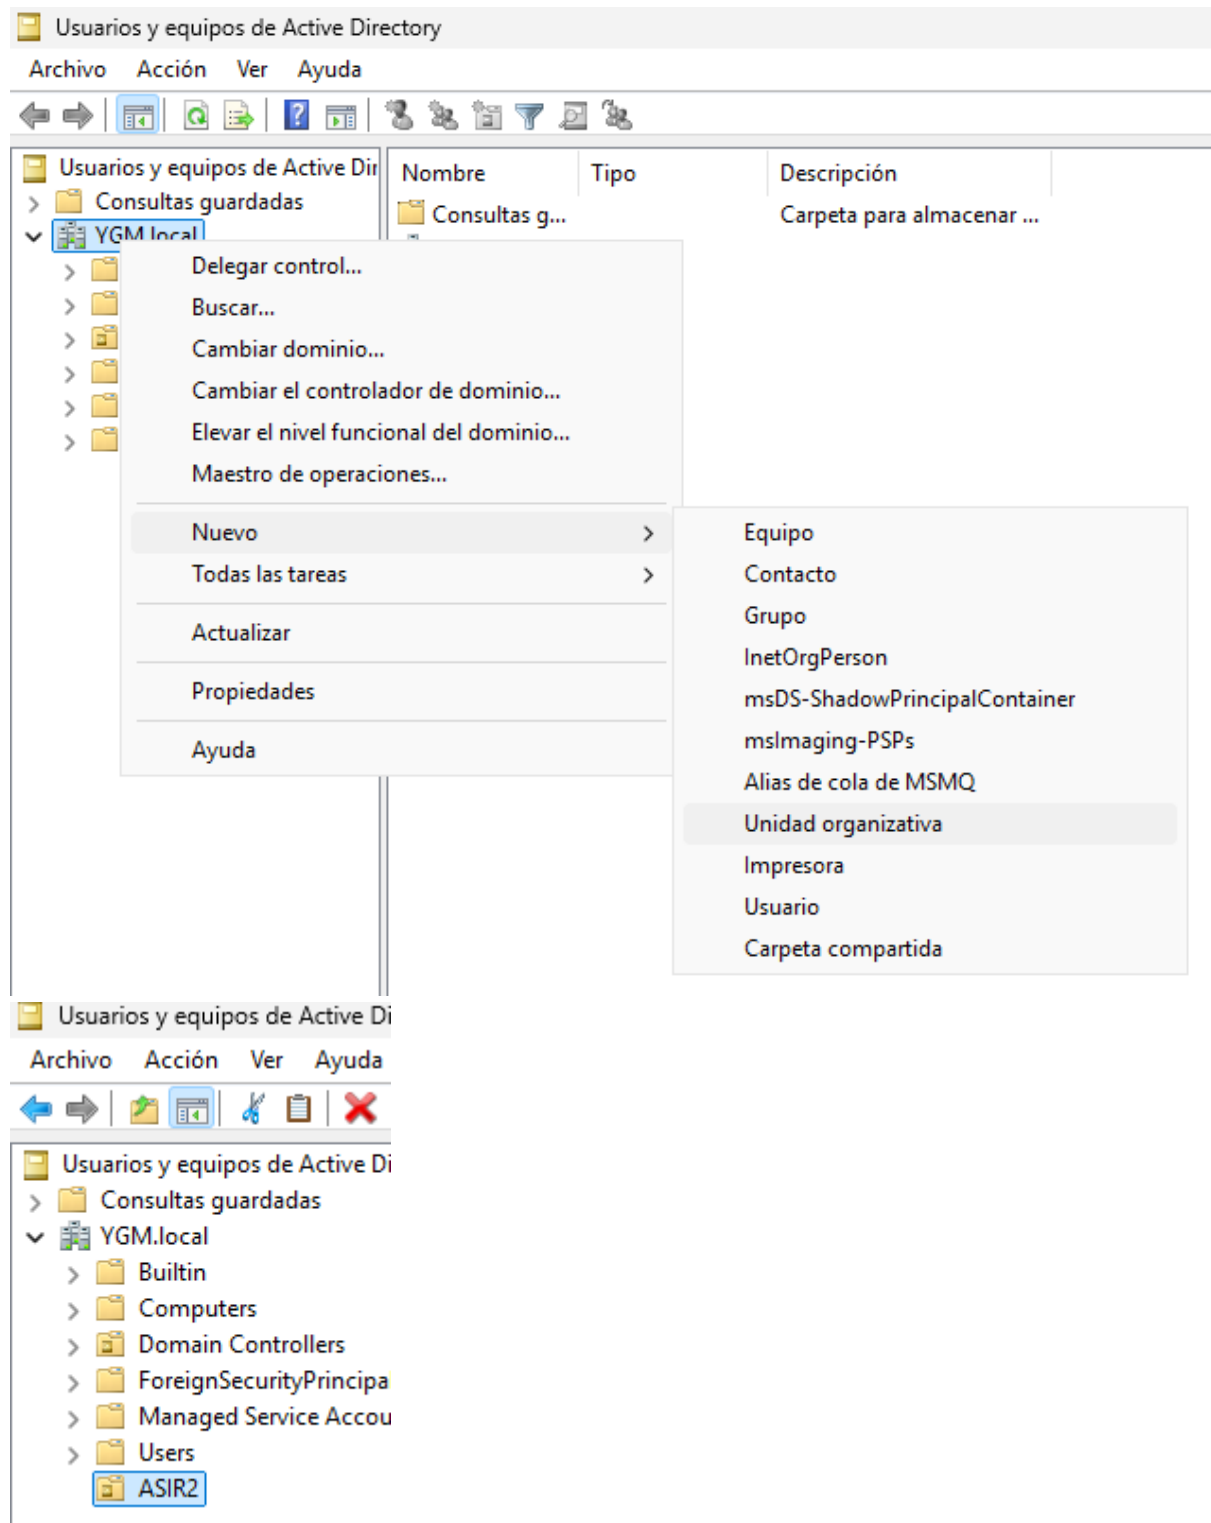 Usuarios y equipos de Active Directory
Archivo Acción Ver Ayuda
Usuarios y equipos de Active Dir
Nombre Tipo Descripción
Consultas guardadas
Consultas g... Carpeta para almacenar ...
YGM.local
Delegar control...
Buscar...
Cambiar dominio...
Cambiar el controlador de dominio...
Elevar el nivel funcional del dominio...
Maestro de operaciones...
Nuevo
Todas las tareas
Actualizar
Propiedades
Ayuda
Equipo
Contacto
Grupo
InetOrgPerson
msDS-ShadowPrincipalContainer
msImaging-PSPs
Alias de cola de MSMQ
Unidad organizativa
Impresora
Usuario
Carpeta compartida
Usuarios y equipos de Active Di
Archivo Acción Ver Ayuda
Usuarios y equipos de Active Di
Consultas guardadas
YGM.local
Builtin
Computers
Domain Controllers
ForeignSecurityPrincipa
Managed Service Accou
Users
ASIR2